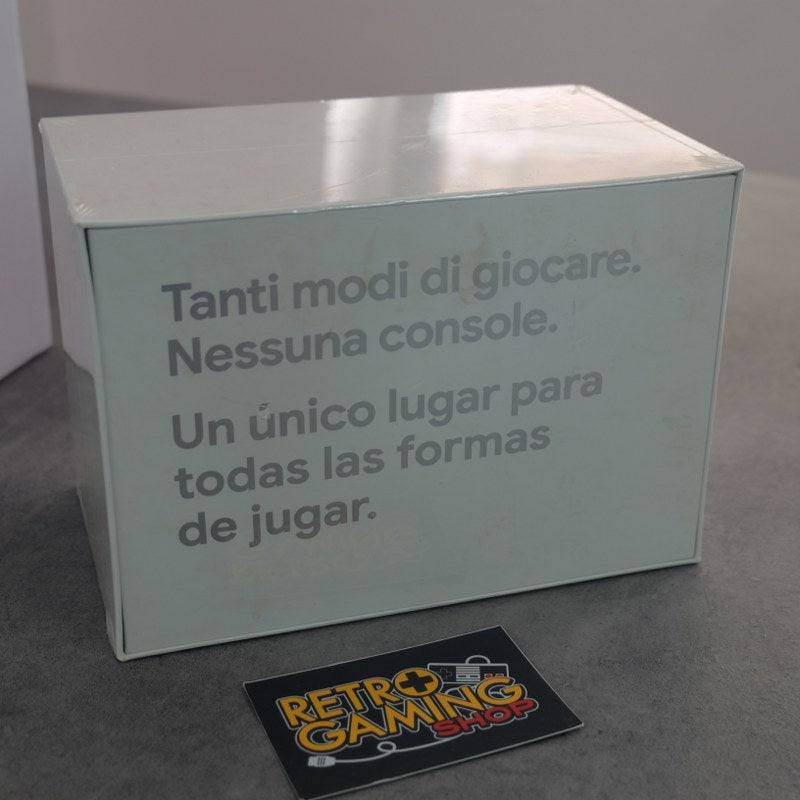 Tanti modi di giocare.
Nessuna console.
Un único lugar para
todas las formas
de jugar.
RETRO
GAMING
SHOP